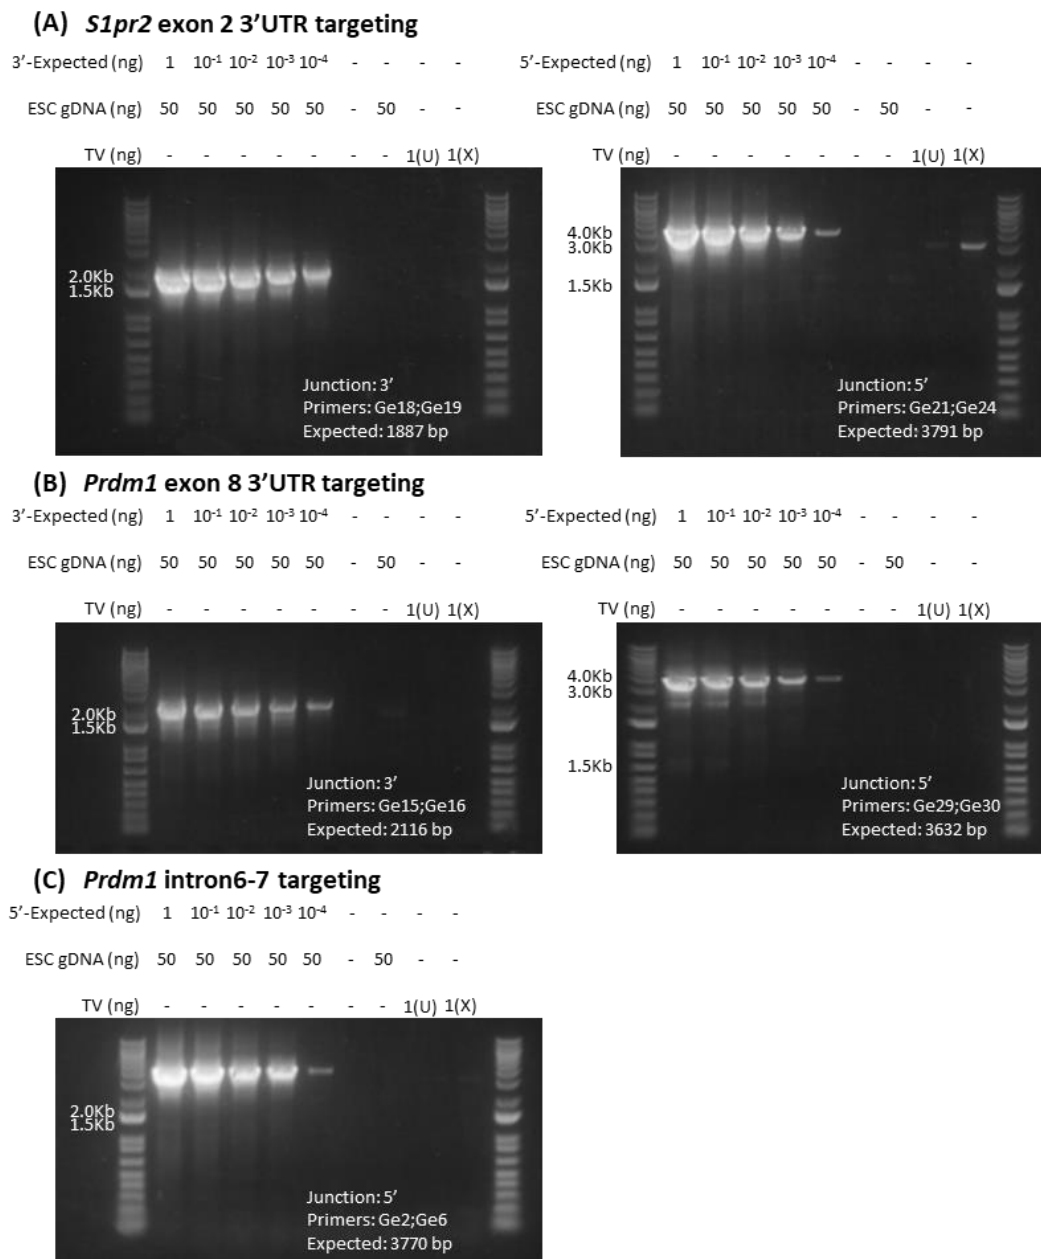 (A) S1pr2 exon 2 3’UTR targeting
3’-Expected (ng) 1 10-1 10-2 10-3 10-4 - - - -
ESC gDNA (ng) 50 50 50 50 50 - 50 - -
TV (ng) - - - - - - - 1(U) 1(X)
2.0Kb
1.5Kb
Junction: 3’
Primers: Ge18;Ge19
Expected: 1887 bp
5’-Expected (ng) 1 10-1 10-2 10-3 10-4 - - - -
ESC gDNA (ng) 50 50 50 50 50 - 50 - -
TV (ng) - - - - - - - 1(U) 1(X)
4.0Kb
3.0Kb
1.5Kb
Junction: 5’
Primers: Ge21;Ge24
Expected: 3791 bp
(B) Prdm1 exon 8 3’UTR targeting
3’-Expected (ng) 1 10-1 10-2 10-3 10-4 - - - -
ESC gDNA (ng) 50 50 50 50 50 - 50 - -
TV (ng) - - - - - - - 1(U) 1(X)
2.0Kb
1.5Kb
Junction: 3’
Primers: Ge15;Ge16
Expected: 2116 bp
5’-Expected (ng) 1 10-1 10-2 10-3 10-4 - - - -
ESC gDNA (ng) 50 50 50 50 50 - 50 - -
TV (ng) - - - - - - - 1(U) 1(X)
4.0Kb
3.0Kb
1.5Kb
Junction: 5’
Primers: Ge29;Ge30
Expected: 3632 bp
(C) Prdm1 intron6-7 targeting
5’-Expected (ng) 1 10-1 10-2 10-3 10-4 - - - -
ESC gDNA (ng) 50 50 50 50 50 - 50 - -
TV (ng) - - - - - - - 1(U) 1(X)
2.0Kb
1.5Kb
Junction: 5’
Primers: Ge2;Ge6
Expected: 3770 bp